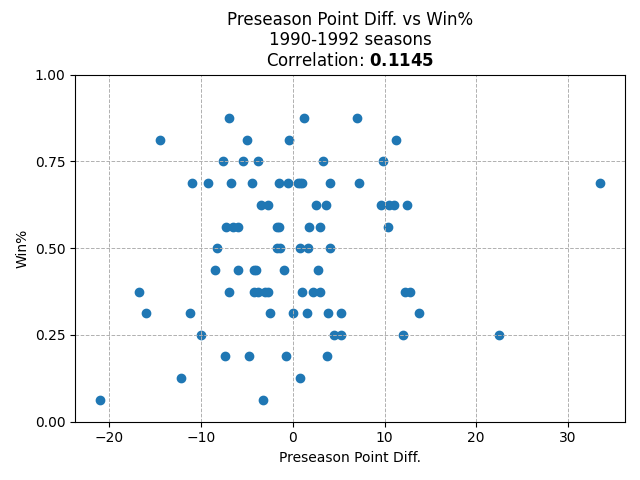 Preseason Point Diff. vs Win%
1990-1992 seasons
Correlation: 0.1145
1.00
0.75
0.50
0.25
0.00
Win%
−20 −10 0 10 20 30
Preseason Point Diff.